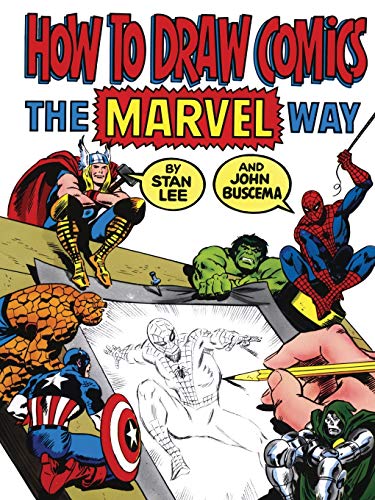 HOW TO DRAW COMICS
THE MARVEL WAY
BY
STAN
LEE
AND
JOHN
BUSCEMA